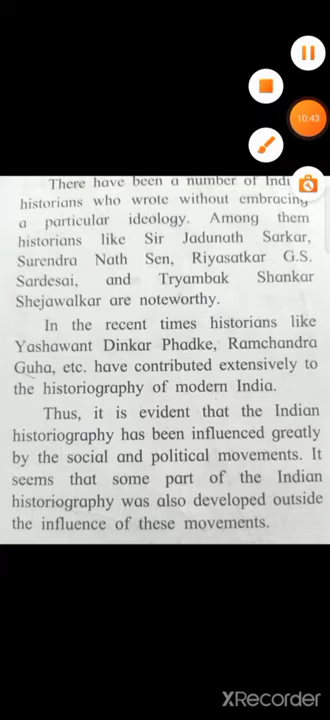 10:43
There have been a number of Indi
historians who wrote without embracing
a particular ideology. Among them
historians like Sir Jadunath Sarkar,
Surendra Nath Sen, Riyasatkar G.S.
Sardesai, and Tryambak Shankar
Shejawalkar are noteworthy.
In the recent times historians like
Yashawant Dinkar Phadke, Ramchandra
Guha, etc. have contributed extensively to
the historiography of modern India.
Thus, it is evident that the Indian
historiography has been influenced greatly
by the social and political movements. It
seems that some part of the Indian
historiography was also developed outside
the influence of these movements.
XRecorder